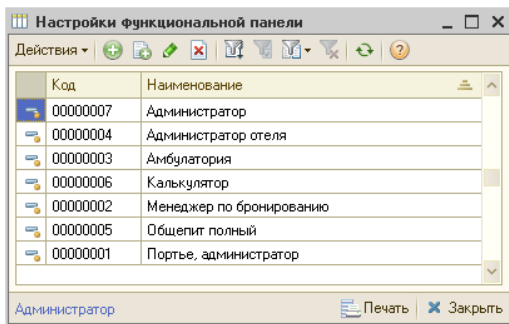 Настройки функциональной панели
Действия
Код Наименование
00000007 Администратор
00000004 Администратор отеля
00000003 Амбулатория
00000006 Калькулятор
00000002 Менеджер по бронированию
00000005 Общепит полный
00000001 Портье, администратор
Администратор Печать Закрыть